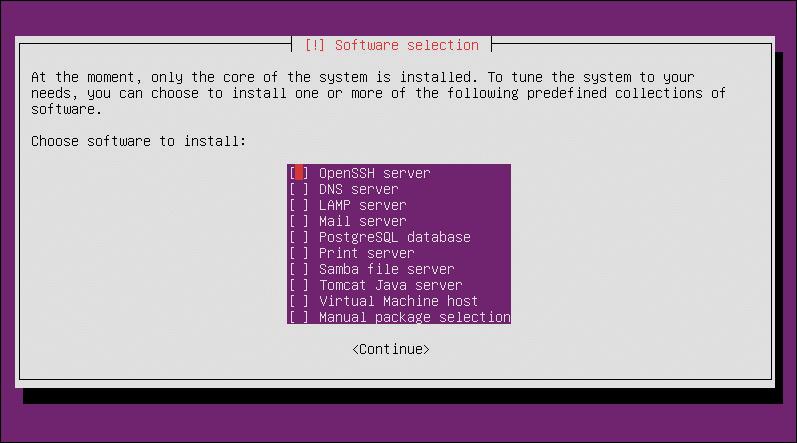 [!] Software selection
At the moment, only the core of the system is installed. To tune the system to your
needs, you can choose to install one or more of the following predefined collections of
software.
Choose software to install:
[ ] OpenSSH server
[ ] DNS server
[ ] LAMP server
[ ] Mail server
[ ] PostgreSQL database
[ ] Print server
[ ] Samba file server
[ ] Tomcat Java server
[ ] Virtual Machine host
[ ] Manual package selection
<Continue>